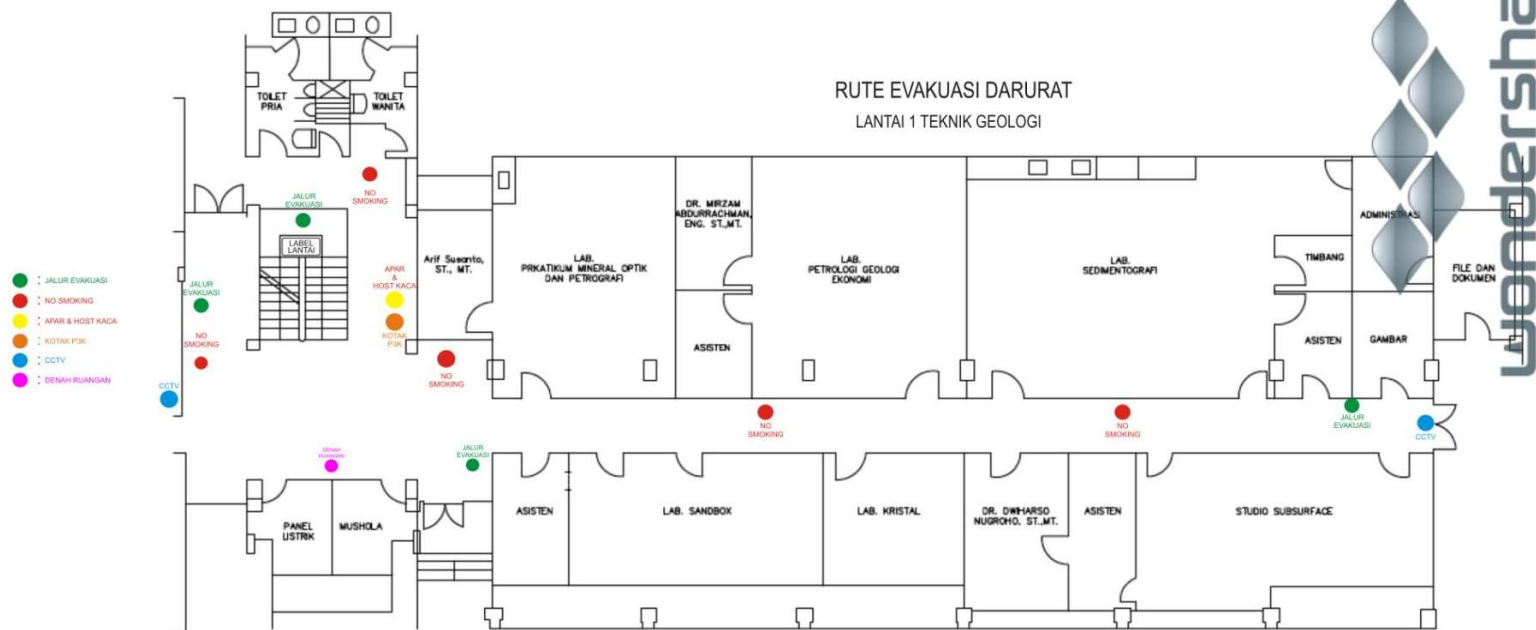 RUTE EVAKUASI DARURAT
LANTAI 1 TEKNIK GEOLOGI
TOILET
PRIA
TOILET
WANITA
NO
SMOKING
JALUR
EVAKUASI
LABEL
LANTAI
JALUR
EVAKUASI
NO
SMOKING
CCTV
APAR
&
HOST KACA
KOTAK
P3K
NO
SMOKING
Arif Susanto,
ST., MT.
LAB.
PRKATIKUM MINERAL OPTIK
DAN PETROGRAFI
DR. MIRZAM
ABDURRACHMAN,
ENG. ST.,MT.
ASISTEN
LAB.
PETROLOGI GEOLOGI
EKONOMI
LAB.
SEDIMENTOGRAFI
TIMBANG
ASISTEN
ADMINISTRASI
GAMBAR
FILE DAN
DOKUMEN
: JALUR EVAKUASI
: NO SMOKING
: APAR & HOST KACA
: KOTAK P3K
: CCTV
: DENAH RUANGAN
NO
SMOKING
NO
SMOKING
JALUR
EVAKUASI
CCTV
DENAH
RUANGAN
JALUR
EVAKUASI
PANEL
LISTRIK
MUSHOLA
ASISTEN
LAB. SANDBOX
LAB. KRISTAL
DR. DWIHARSO
NUGROHO, ST.,MT.
ASISTEN
STUDIO SUBSURFACE
wondersha